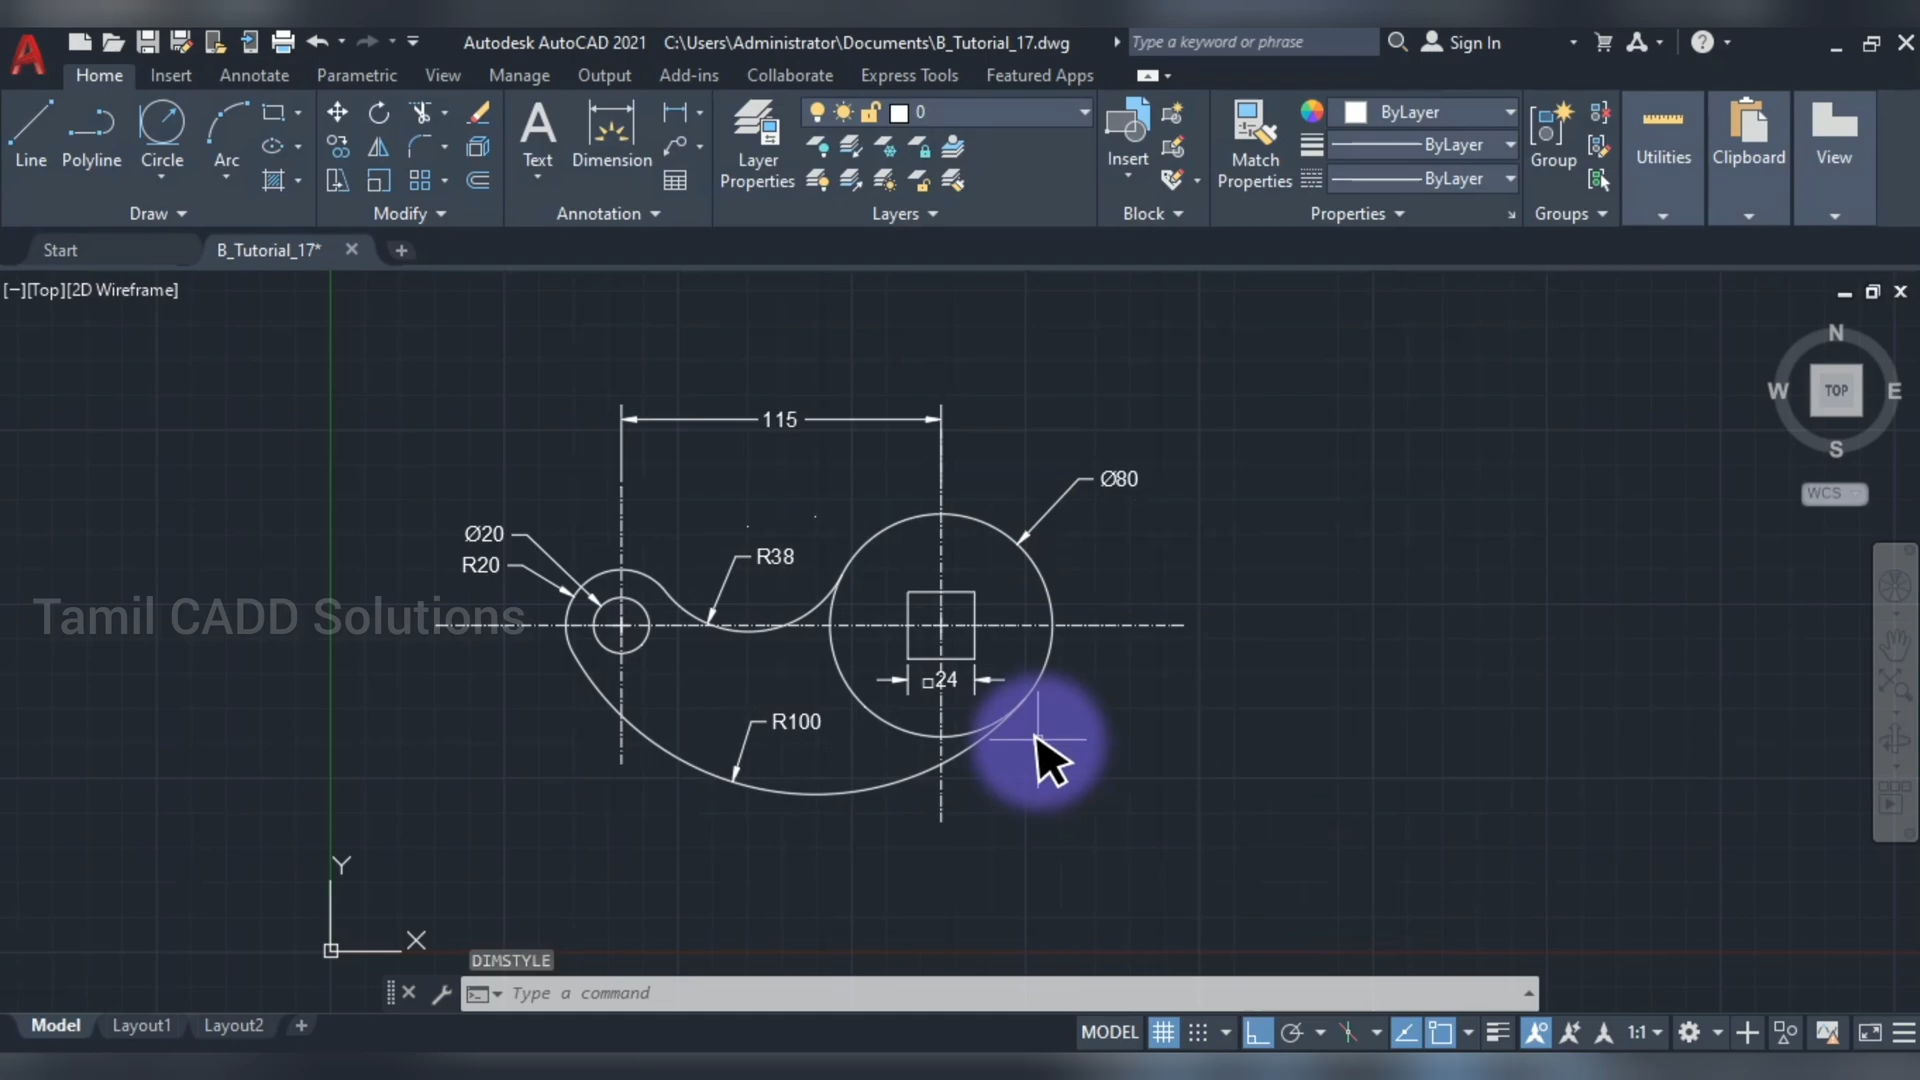 Autodesk AutoCAD 2021 C:\Users\Administrator\Documents\B_Tutorial_17.dwg Type a keyword or phrase Sign In
Home Insert Annotate Parametric View Manage Output Add-ins Collaborate Express Tools Featured Apps
0
ByLayer
ByLayer
ByLayer
Line Polyline Circle Arc
Text Dimension
Layer Properties
Insert
Match Properties
Group
Utilities Clipboard View
Draw Modify Annotation Layers Block Properties Groups
Start B_Tutorial_17*
[−][Top][2D Wireframe]
N
W TOP E
S
WCS
115
Ø80
Ø20
R38
R20
Tamil CADD Solutions
□24
R100
Y
X
DIMSTYLE
Type a command
Model Layout1 Layout2
MODEL 1:1